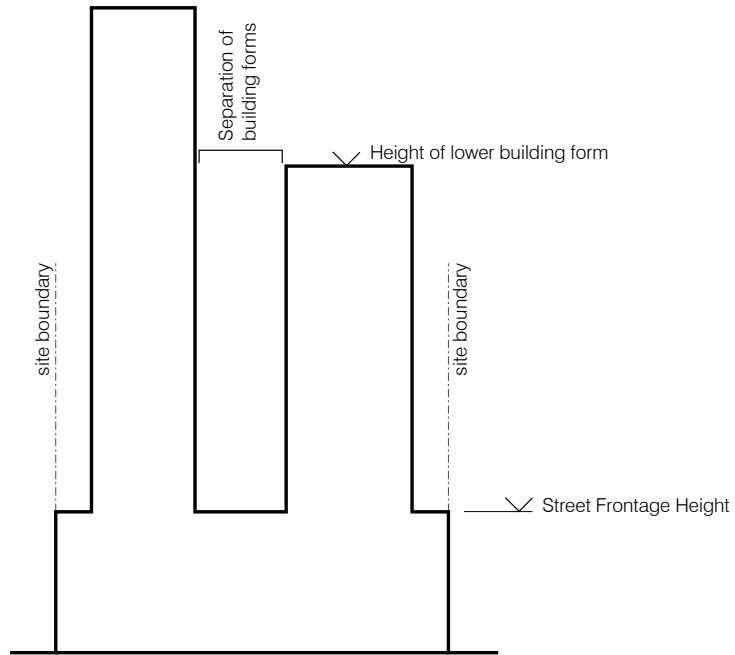 Separation of
building forms
Height of lower building form
site boundary
site boundary
Street Frontage Height